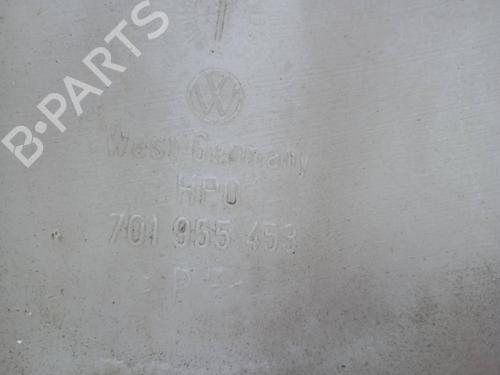 B-PARTS
West Germany
HPO
701 955 453
> P E <